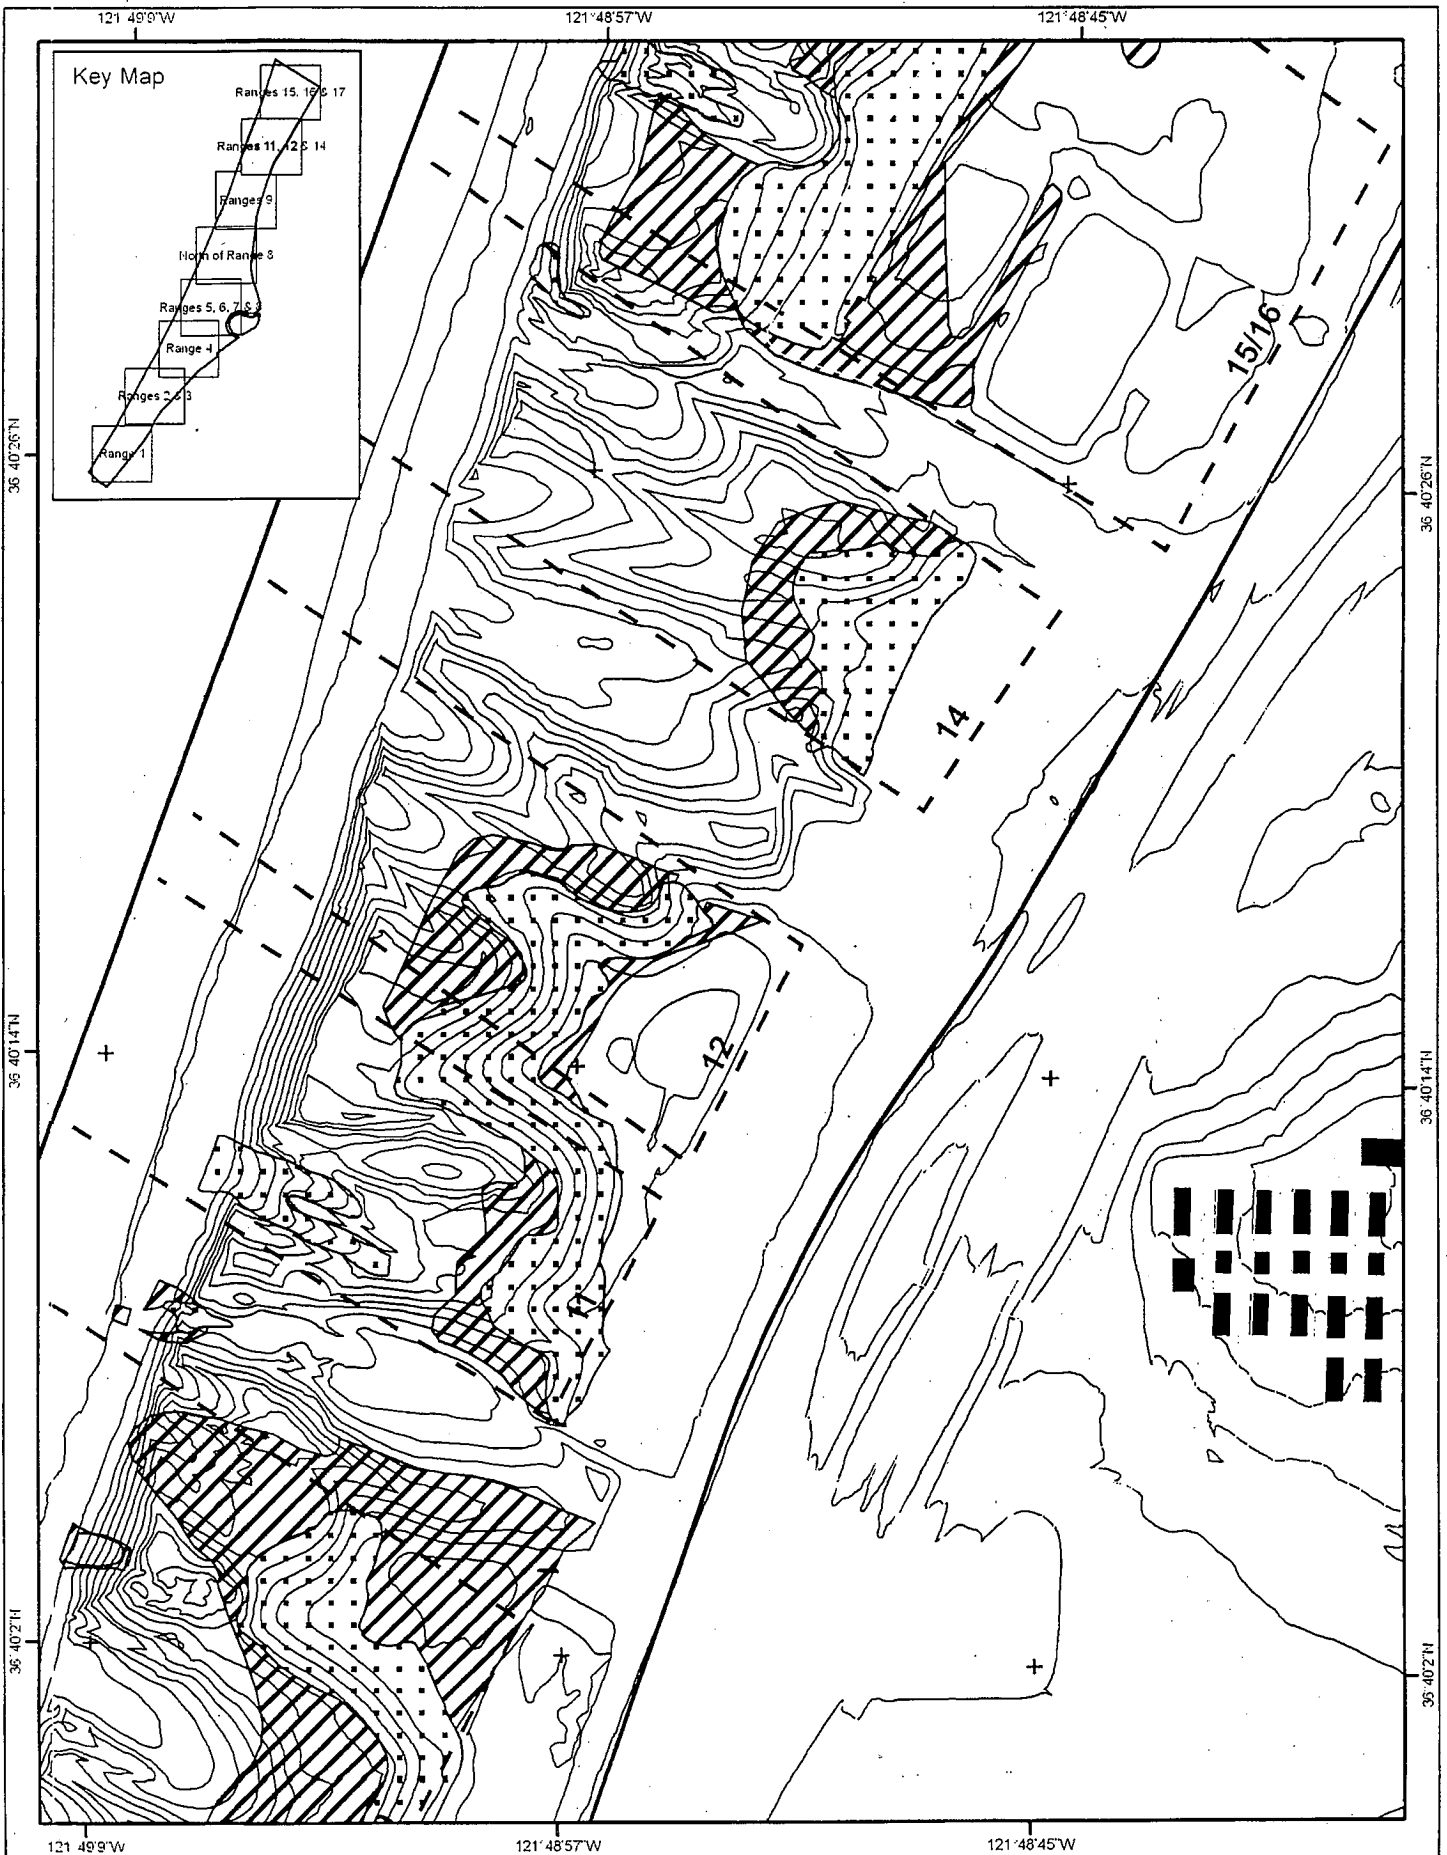 121°49'9"W
121°48'57"W
121°48'45"W
Key Map
Ranges 15, 16 & 17
Ranges 11, 12 & 14
Ranges 9
North of Range 8
Ranges 5, 6, 7 & 8
Range 4
Ranges 2 & 3
Range 1
36°40'26"N
36°40'26"N
15/16
14
12
36°40'14"N
36°40'14"N
11
36°40'2"N
36°40'2"N
121°49'9"W
121°48'57"W
121°48'45"W